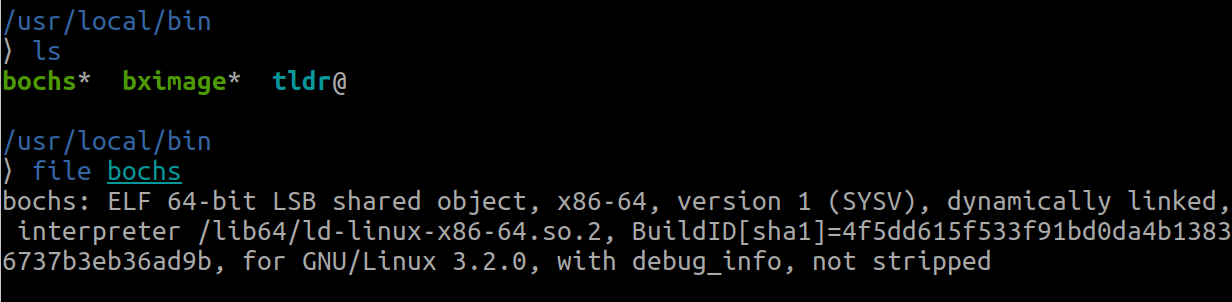 /usr/local/bin
⟩ ls
bochs*  bximage*  tldr@
/usr/local/bin
⟩ file bochs
bochs: ELF 64-bit LSB shared object, x86-64, version 1 (SYSV), dynamically linked,
 interpreter /lib64/ld-linux-x86-64.so.2, BuildID[sha1]=4f5dd615f533f91bd0da4b1383
6737b3eb36ad9b, for GNU/Linux 3.2.0, with debug_info, not stripped